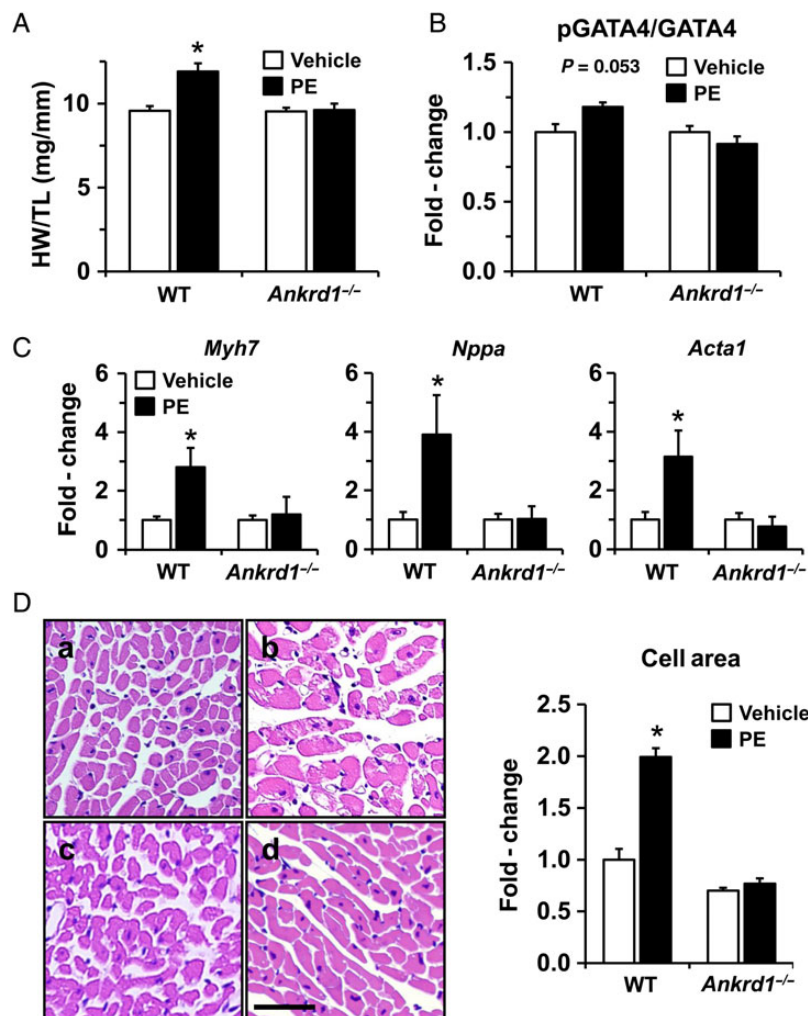 A
HW/TL (mg/mm)
10
5
0
*
Vehicle
PE
WT
Ankrd1−/−
B
pGATA4/GATA4
Fold - change
1.5
1.0
0.5
0.0
P = 0.053
Vehicle
PE
WT
Ankrd1−/−
C
Myh7
Fold - change
6
4
2
0
Vehicle
PE
*
WT
Ankrd1−/−
Nppa
6
4
2
0
*
WT
Ankrd1−/−
Acta1
6
4
2
0
*
WT
Ankrd1−/−
D
a
b
c
d
Cell area
Fold - change
2.5
2.0
1.5
1.0
0.5
0.0
*
Vehicle
PE
WT
Ankrd1−/−